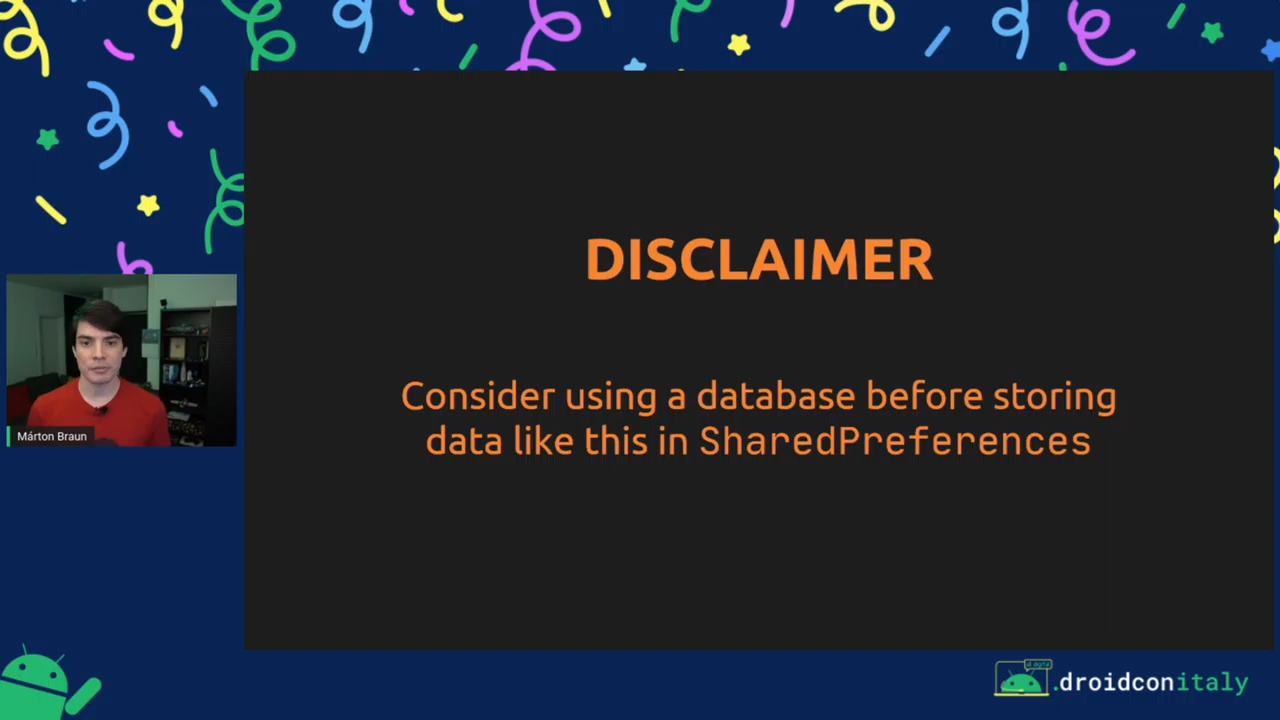 DISCLAIMER
Consider using a database before storing
data like this in SharedPreferences
Márton Braun
.droidconitaly